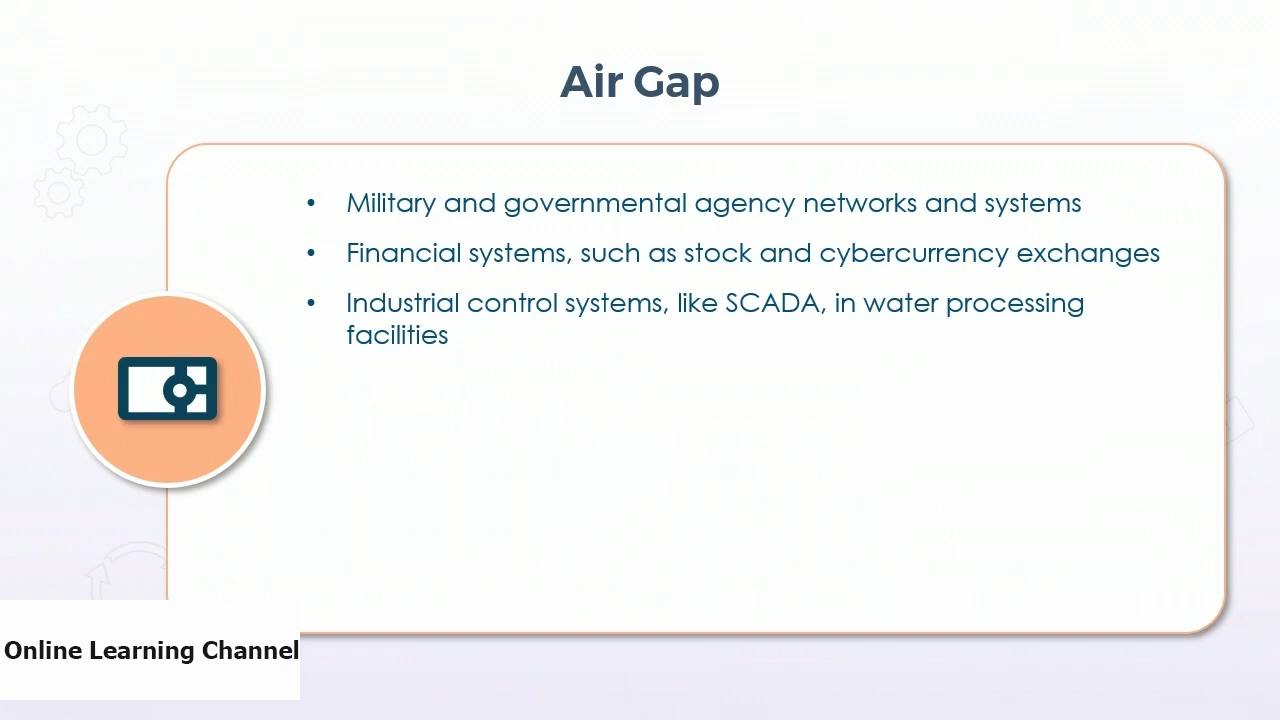 Air Gap
• Military and governmental agency networks and systems
• Financial systems, such as stock and cybercurrency exchanges
• Industrial control systems, like SCADA, in water processing
facilities
Online Learning Channel